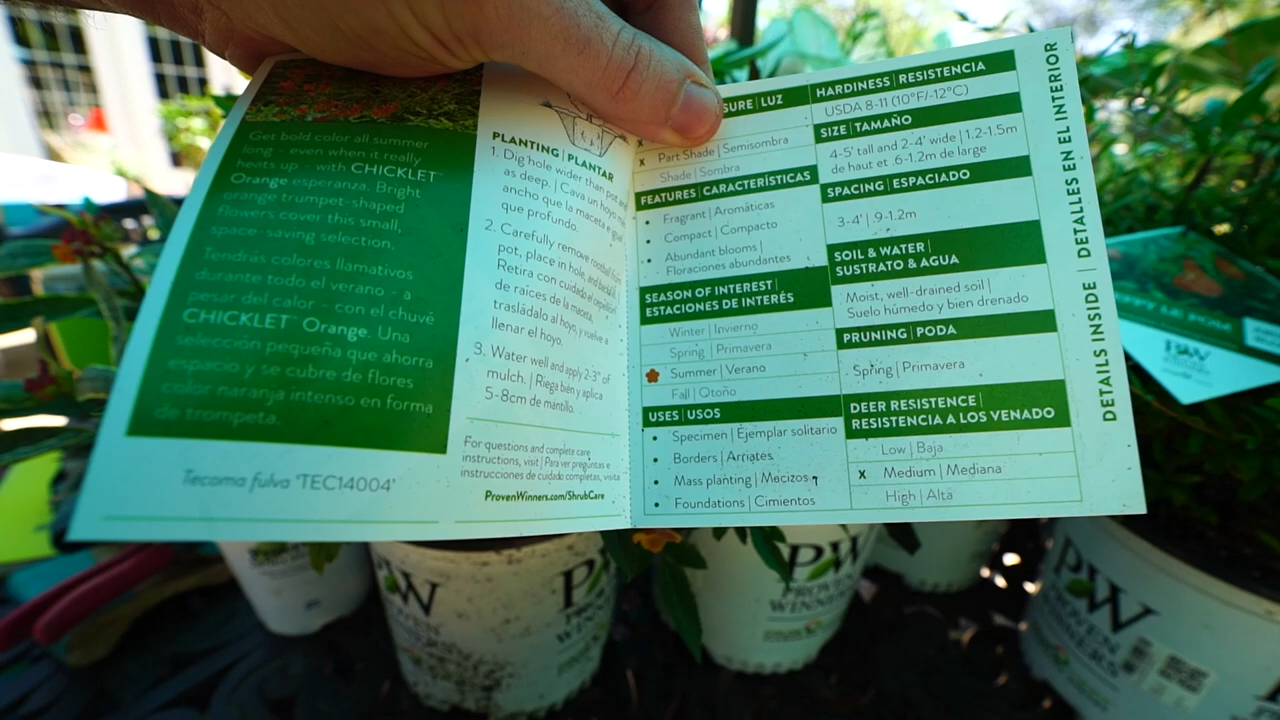 Get bold color all summer
long - even when it really
heats up - with CHICKLET™
Orange esperanza. Bright
orange trumpet-shaped
flowers cover this small,
space-saving selection.
Tendrás colores llamativos
durante todo el verano - a
pesar del calor - con el chuvé
CHICKLET™ Orange. Una
selección pequeña que ahorra
espacio y se cubre de flores
color naranja intenso en forma
de trompeta.
Tecoma fulva 'TEC14004'
PLANTING | PLANTAR
1. Dig hole wider than pot and
as deep. | Cava un hoyo más
ancho que la maceta e igual
que profundo.
2. Carefully remove rootball from
pot, place in hole, and backfill. |
Retira con cuidado el cepellón
de raíces de la maceta,
trasládalo al hoyo, y vuelve a
llenar el hoyo.
3. Water well and apply 2-3" of
mulch. | Riega bien y aplica
5-8cm de mantillo.
For questions and complete care
instructions, visit | Para ver preguntas e
instrucciones de cuidado completas, visita
ProvenWinners.com/ShrubCare
SURE | LUZ
X
X Part Shade | Semisombra
Shade | Sombra
FEATURES | CARACTERÍSTICAS
• Fragrant | Aromáticas
• Compact | Compacto
• Abundant blooms |
Floraciones abundantes
SEASON OF INTEREST |
ESTACIONES DE INTERÉS
Winter | Invierno
Spring | Primavera
Summer | Verano
Fall | Otoño
USES | USOS
• Specimen | Ejemplar solitario
• Borders | Arriates
• Mass planting | Macizos
• Foundations | Cimientos
HARDINESS | RESISTENCIA
USDA 8-11 (10°F/-12°C)
SIZE | TAMAÑO
4-5' tall and 2-4' wide | 1.2-1.5m
de haut et .6-1.2m de large
SPACING | ESPACIADO
3-4' | .9-1.2m
SOIL & WATER |
SUSTRATO & AGUA
Moist, well-drained soil |
Suelo húmedo y bien drenado
PRUNING | PODA
Spring | Primavera
DEER RESISTENCE |
RESISTENCIA A LOS VENADO
Low | Baja
X Medium | Mediana
High | Alta
DETAILS INSIDE | DETALLES EN EL INTERIOR
PW
PW
PROVEN
WINNERS
PW
PROVEN
WINNERS